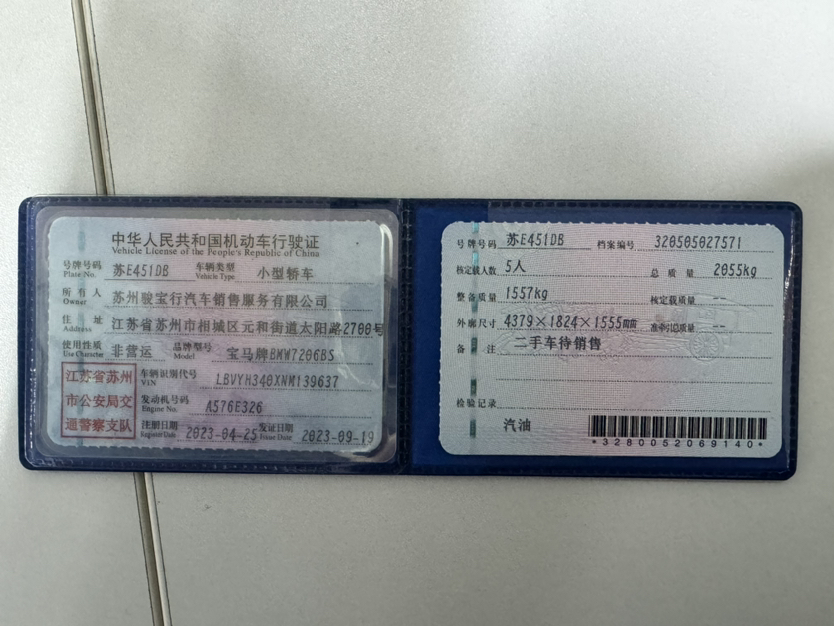 中华人民共和国机动车行驶证
Vehicle License of the People's Republic of China
号牌号码 Plate No. 苏E451DB 车辆类型 Vehicle Type 小型轿车
所有人 Owner 苏州骏宝行汽车销售服务有限公司
住址 Address 江苏省苏州市相城区元和街道太阳路2700号
使用性质 Use Character 非营运 品牌型号 Model 宝马牌BMW7206BS
江苏省苏州
市公安局交
通警察支队
车辆识别代号 VIN LBVYH340XNM139637
发动机号码 Engine No. A576E326
注册日期 Register Date 2023-04-25 发证日期 Issue Date 2023-09-19
号牌号码 苏E451DB 档案编号 320505027571
核定载人数 5人 总质量 2055kg
整备质量 1557kg 核定载质量 --
外廓尺寸 4379×1824×1555mm 准牵引总质量 --
备注 二手车待销售
检验记录
汽油
*3280052069140*